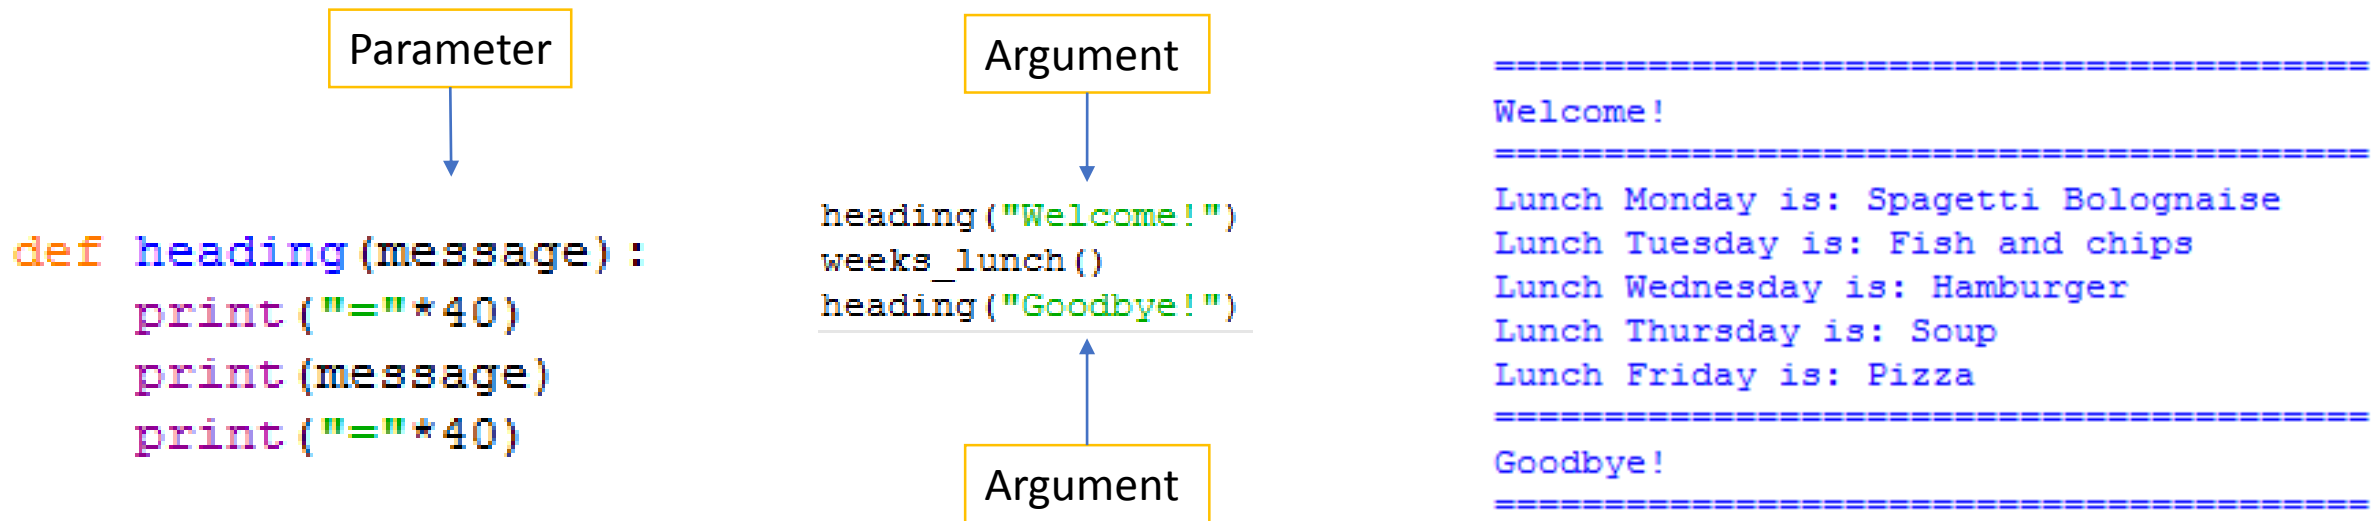 Parameter
def heading(message):
    print("="*40)
    print(message)
    print("="*40)
Argument
heading("Welcome!")
weeks_lunch()
heading("Goodbye!")
Argument
========================================
Welcome!
========================================
Lunch Monday is: Spagetti Bolognaise
Lunch Tuesday is: Fish and chips
Lunch Wednesday is: Hamburger
Lunch Thursday is: Soup
Lunch Friday is: Pizza
========================================
Goodbye!
========================================